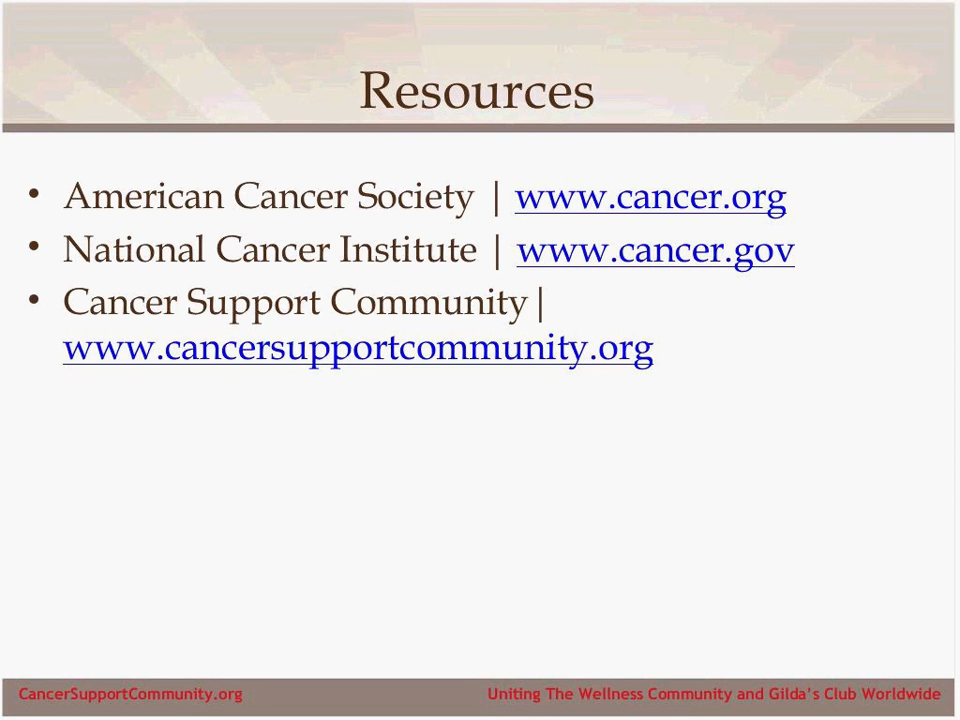 Resources
• American Cancer Society | www.cancer.org
• National Cancer Institute | www.cancer.gov
• Cancer Support Community|
www.cancersupportcommunity.org
CancerSupportCommunity.org
Uniting The Wellness Community and Gilda’s Club Worldwide